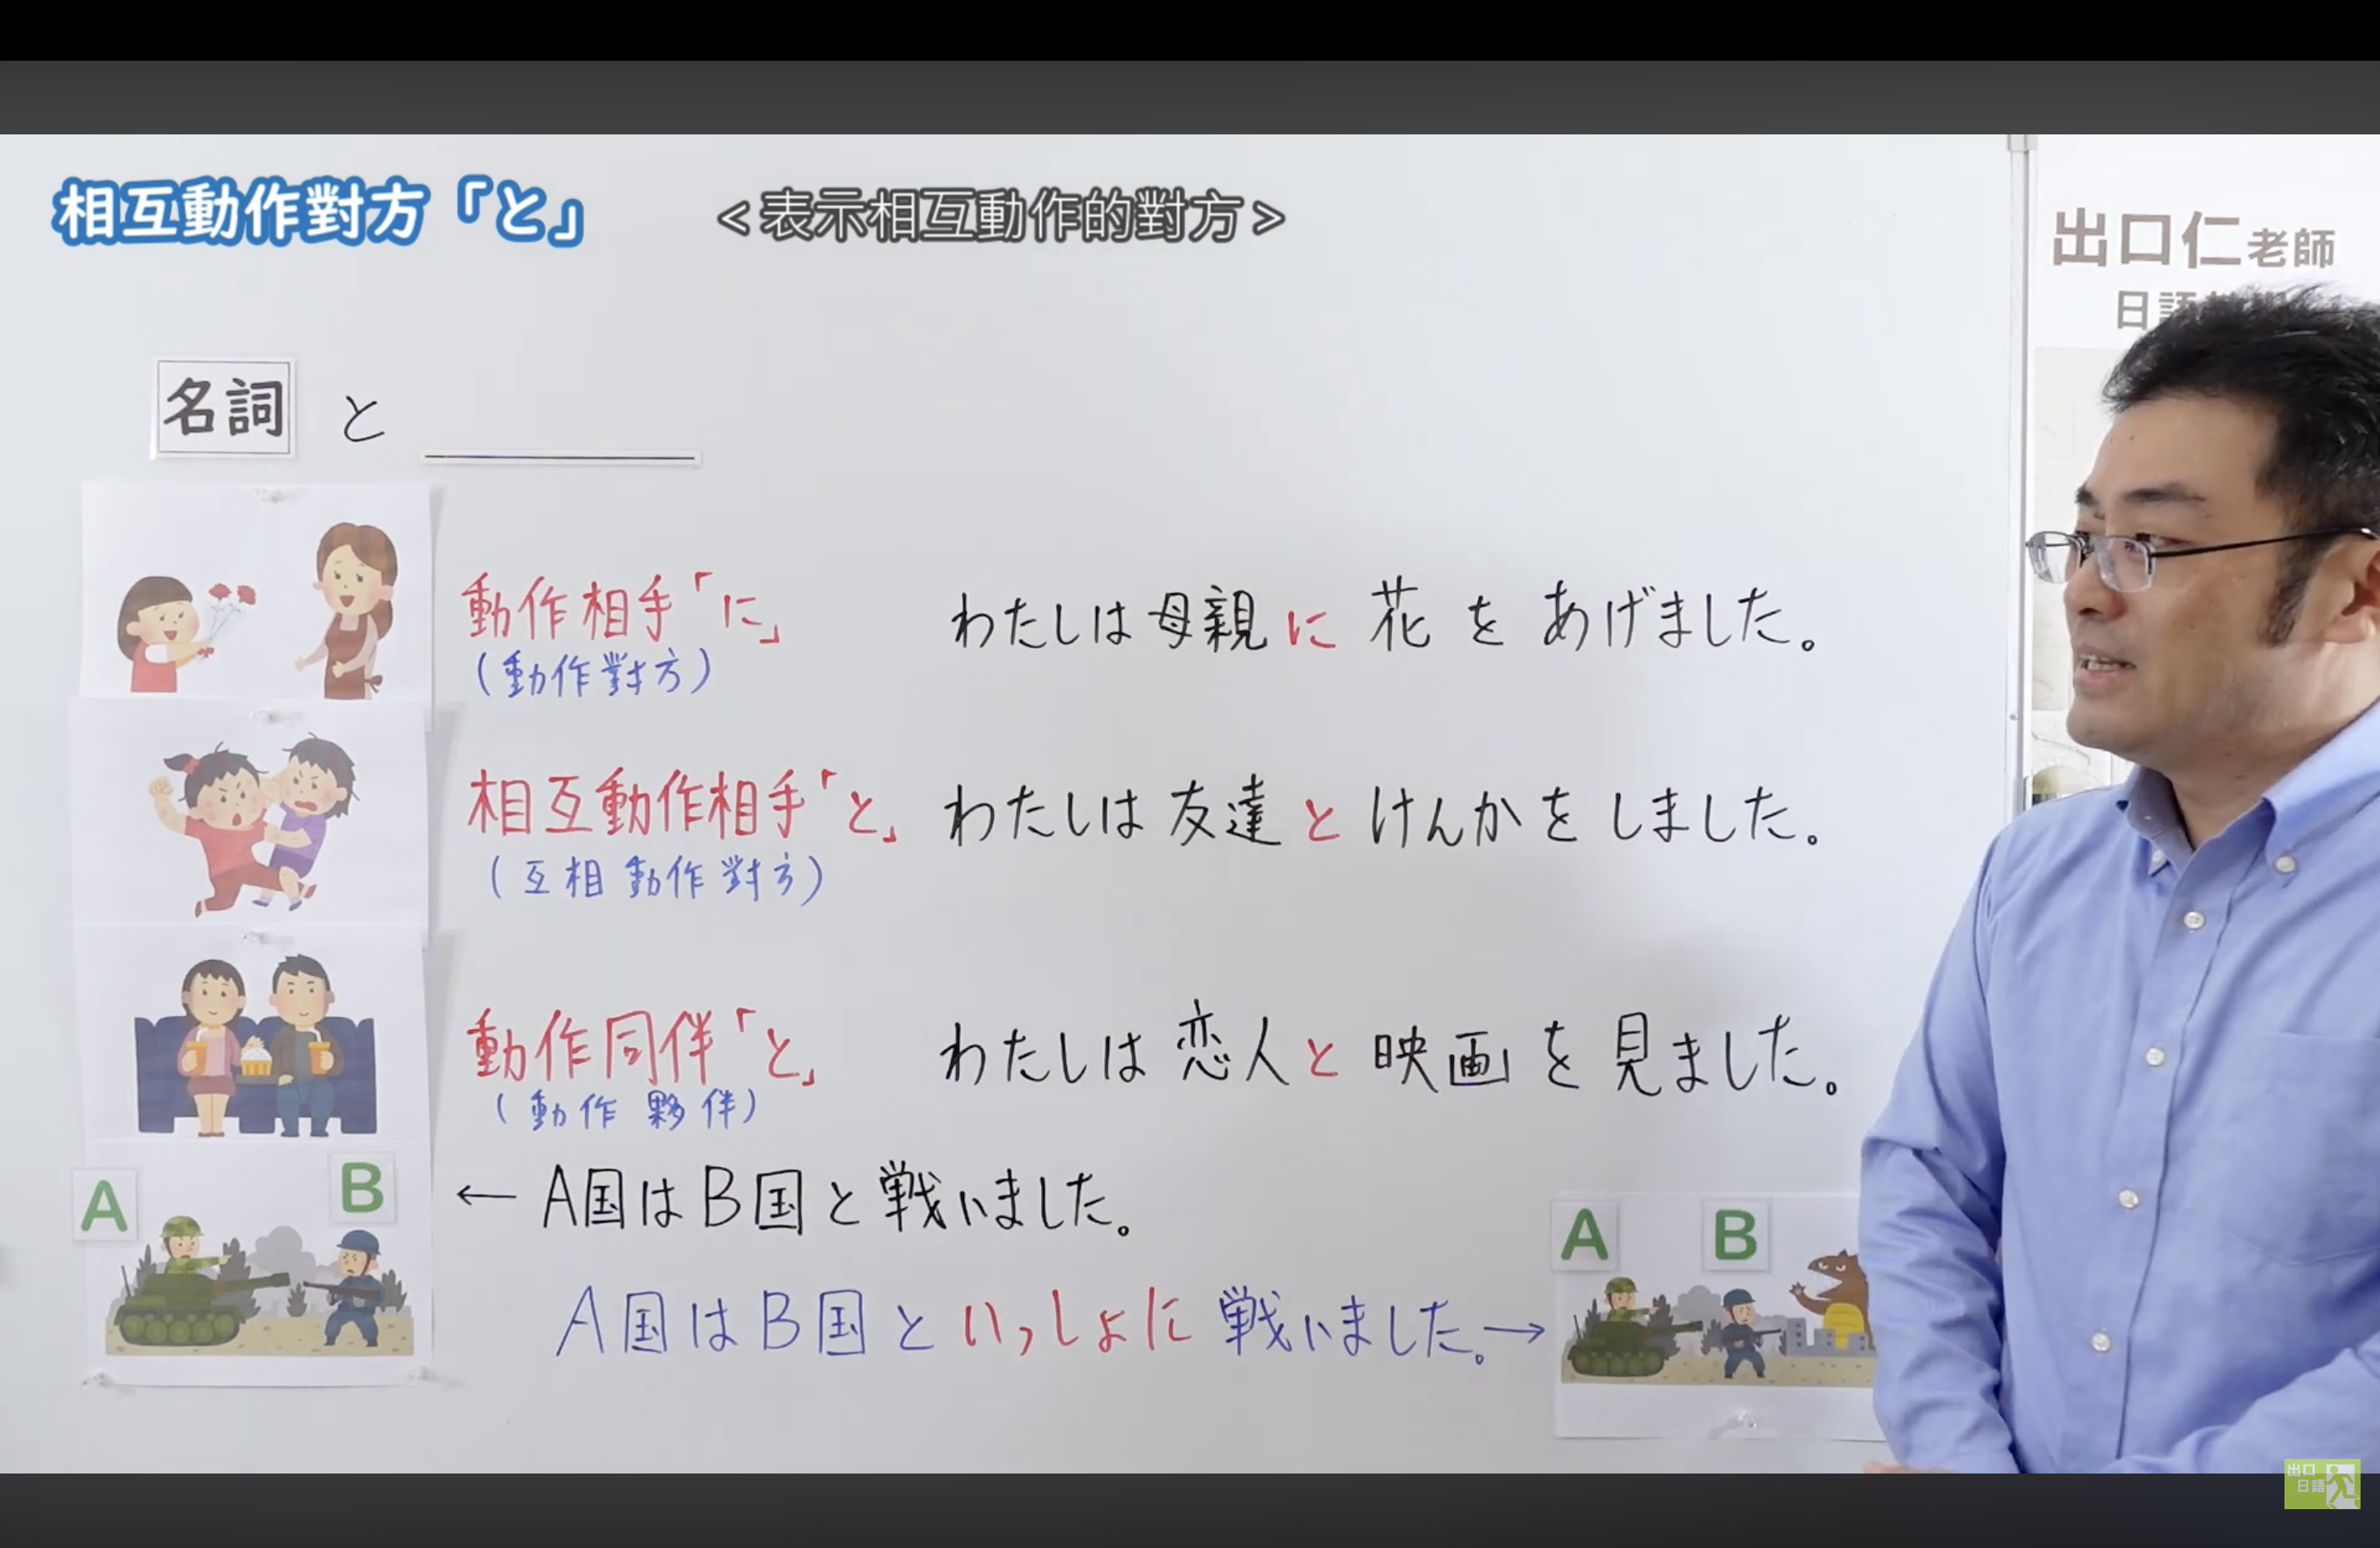 相互動作對方「と」 <表示相互動作的對方>
出口仁老師
日語
名詞 と
動作相手「に」 わたしは母親に花をあげました。
(動作對方)
相互動作相手「と」 わたしは友達とけんかをしました。
(互相動作對方)
動作同伴「と」 わたしは恋人と映画を見ました。
(動作夥伴)
A B ← A国はB国と戦いました。
A国はB国といっしょに戦いました。→ A B
出口
日語